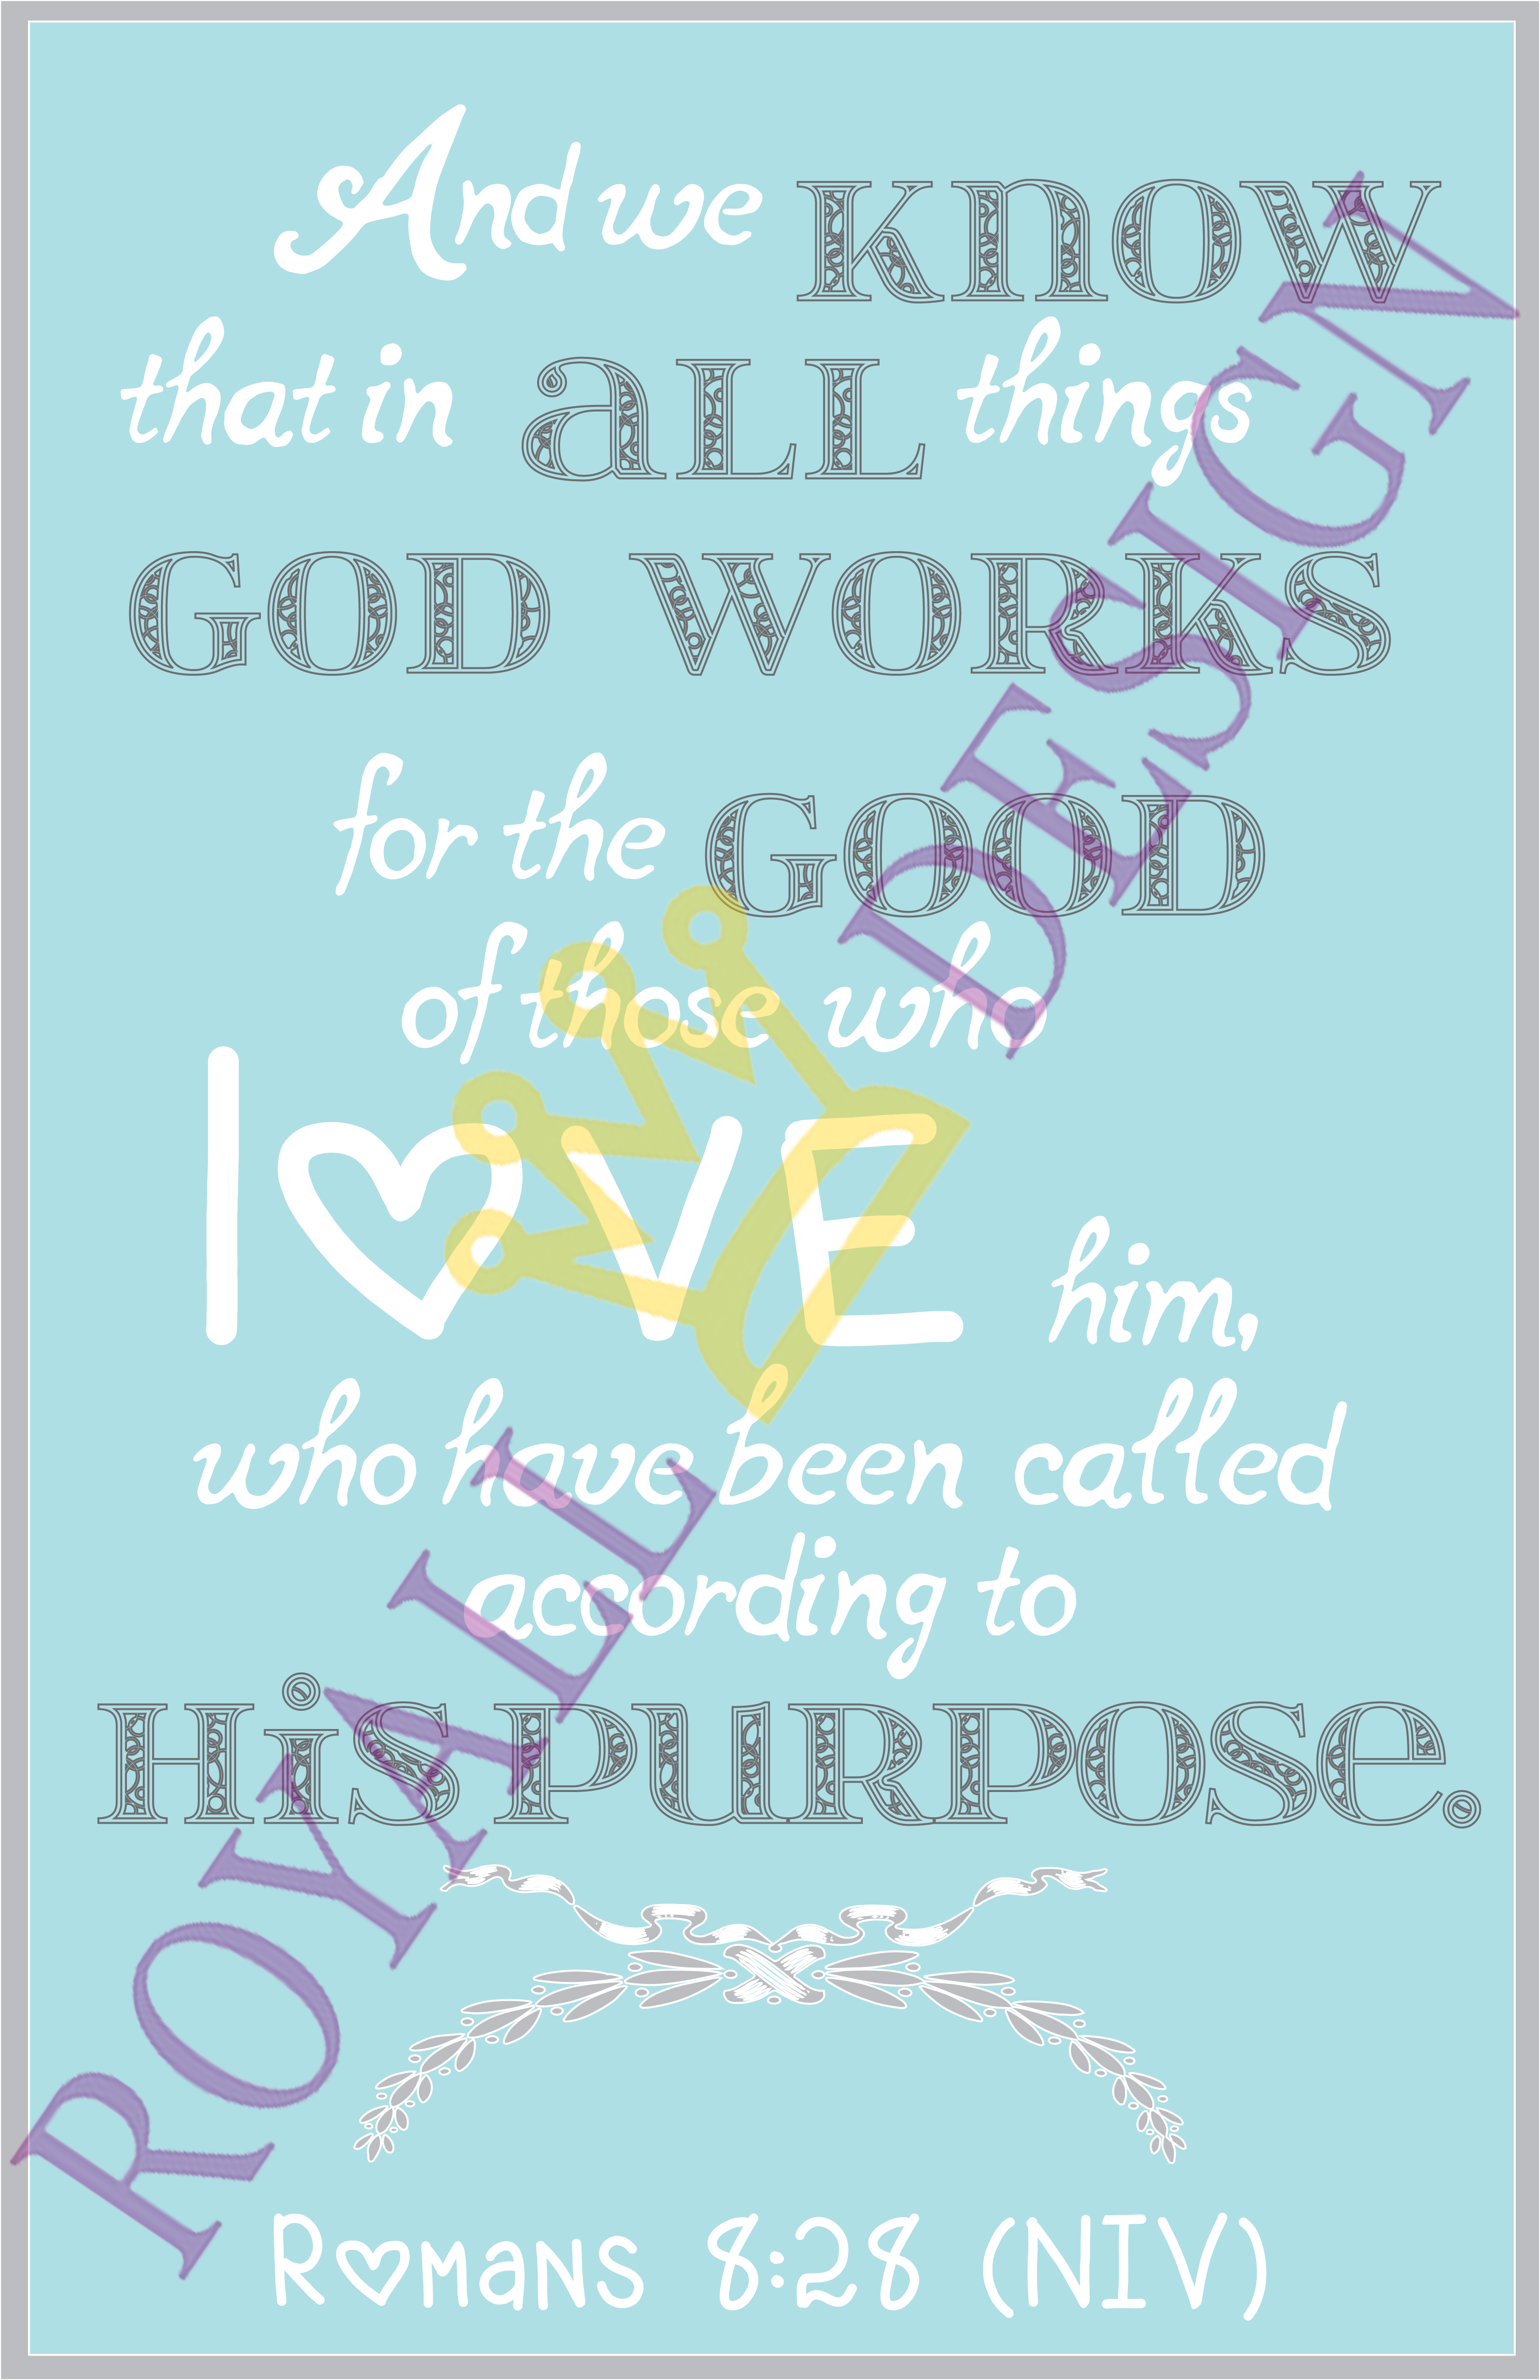 And we know
that in all things
GOD WORKS
for the GOOD
of those who
LOVE him,
who have been called
according to
His Purpose.
Romans 8:28 (NIV)
ROYALL DESIGN